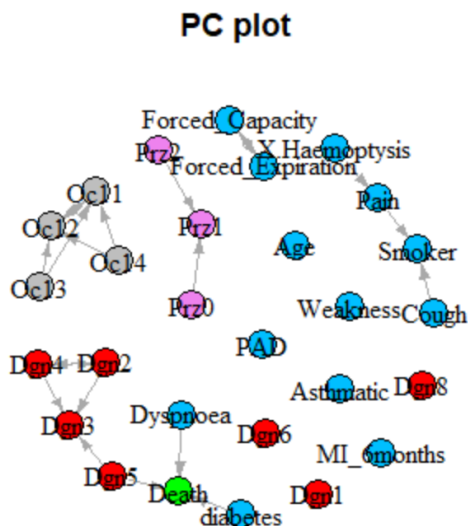 PC plot
Forced_Capacity
Prz2
X.Haemoptysis
Forced_Expiration
Oc11
Pain
Oc12
Prz1
Age
Smoker
Oc14
Oc13
Prz0
Weakness
Cough
PAD
Dgn4
Dgn2
Dgn8
Asthmatic
Dyspnoea
Dgn3
Dgn6
MI_6months
Dgn5
Death
Dgn1
diabetes